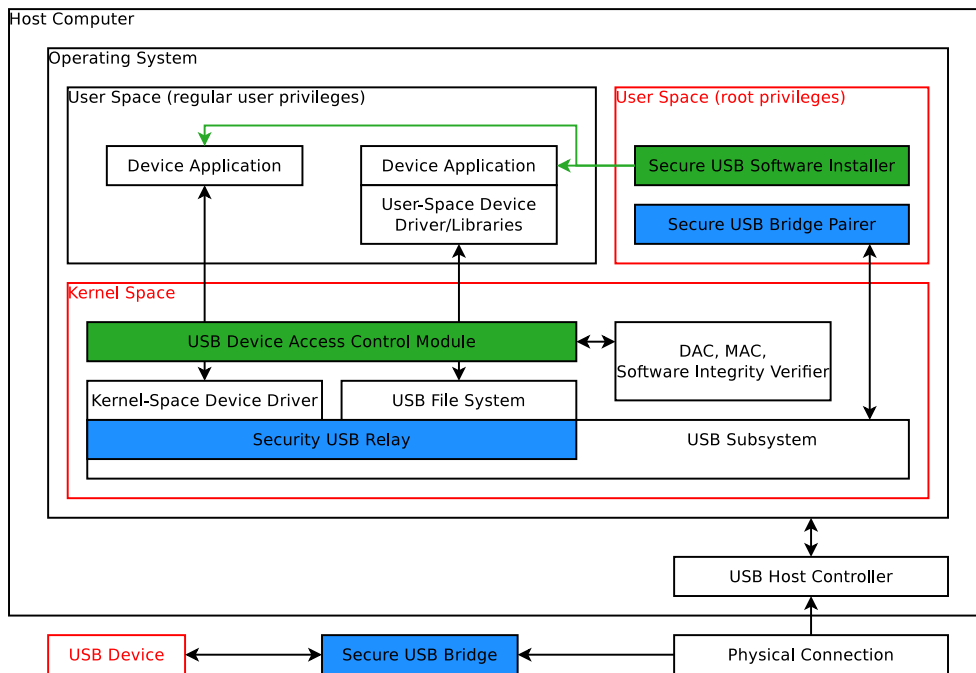 Host Computer
Operating System
User Space (regular user privileges)
User Space (root privileges)
Device Application
Device Application
Secure USB Software Installer
User-Space Device
Driver/Libraries
Secure USB Bridge Pairer
Kernel Space
USB Device Access Control Module
DAC, MAC,
Software Integrity Verifier
Kernel-Space Device Driver
USB File System
Security USB Relay
USB Subsystem
USB Host Controller
USB Device
Secure USB Bridge
Physical Connection